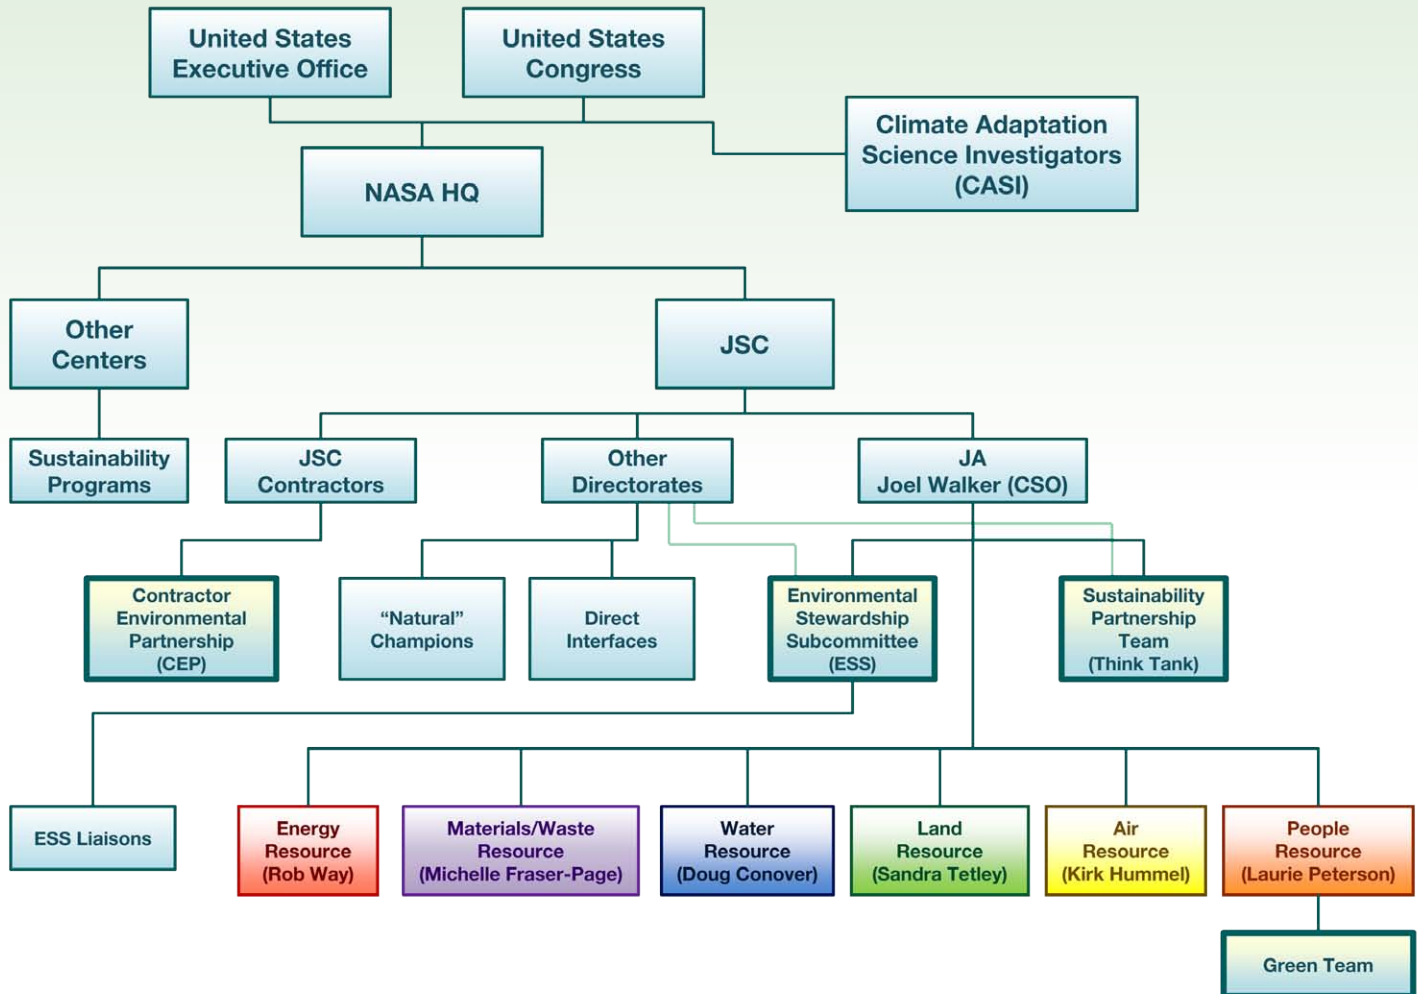 United States
Executive Office
United States
Congress
Climate Adaptation
Science Investigators
(CASI)
NASA HQ
Other
Centers
JSC
Sustainability
Programs
JSC
Contractors
Other
Directorates
JA
Joel Walker (CSO)
Contractor
Environmental
Partnership
(CEP)
“Natural”
Champions
Direct
Interfaces
Environmental
Stewardship
Subcommittee
(ESS)
Sustainability
Partnership
Team
(Think Tank)
ESS Liaisons
Energy
Resource
(Rob Way)
Materials/Waste
Resource
(Michelle Fraser-Page)
Water
Resource
(Doug Conover)
Land
Resource
(Sandra Tetley)
Air
Resource
(Kirk Hummel)
People
Resource
(Laurie Peterson)
Green Team